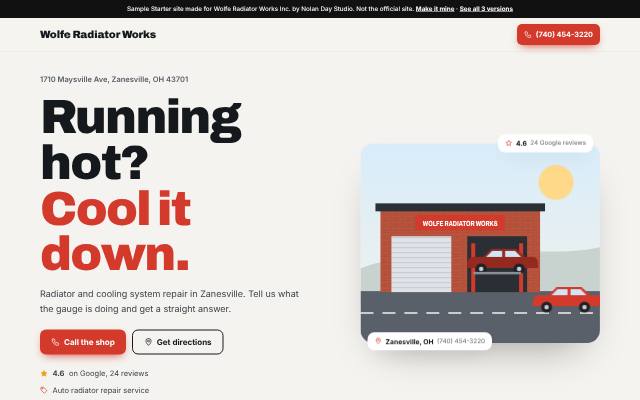 Sample Starter site made for Wolfe Radiator Works Inc. by Nolan Day Studio. Not the official site. Make it mine · See all 3 versions
Wolfe Radiator Works
(740) 454-3220
1710 Maysville Ave, Zanesville, OH 43701
Running
hot?
Cool it
down.
Radiator and cooling system repair in Zanesville. Tell us what
the gauge is doing and get a straight answer.
Call the shop
Get directions
4.6 on Google, 24 reviews
Auto radiator repair service
4.6 24 Google reviews
WOLFE RADIATOR WORKS
Zanesville, OH (740) 454-3220